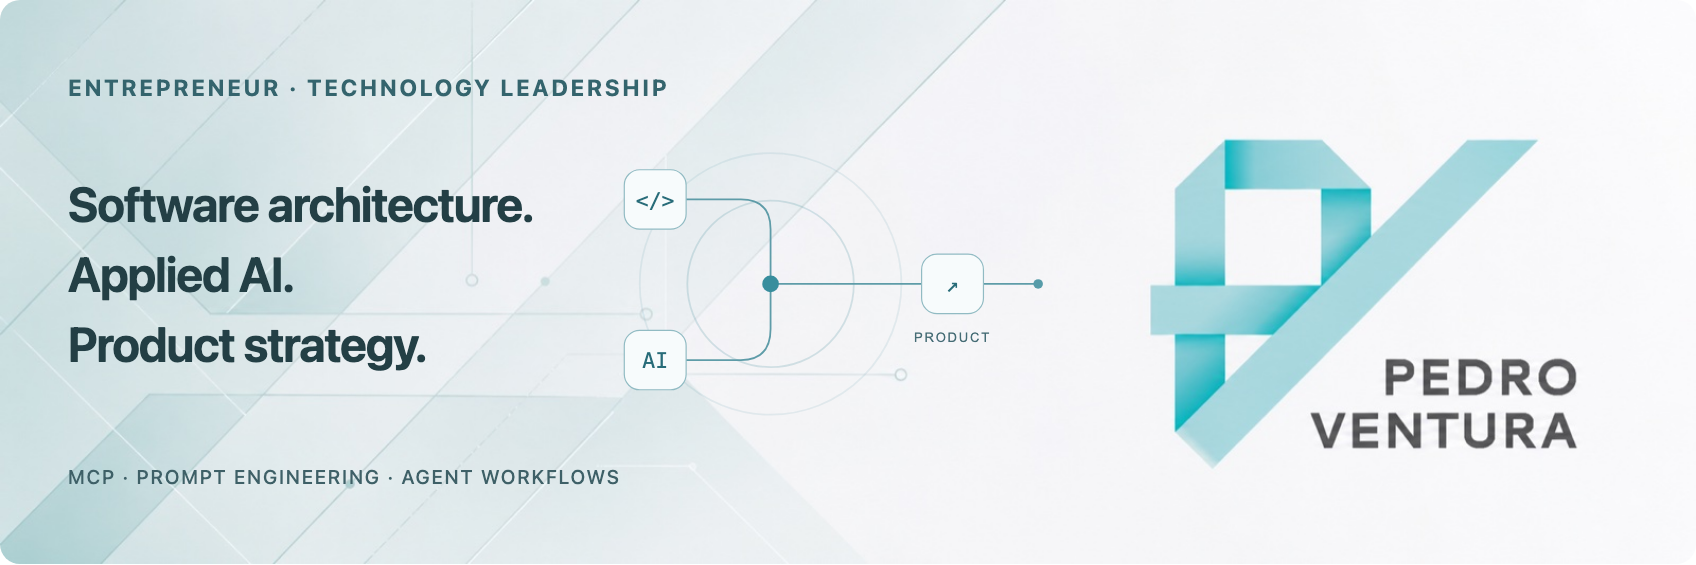 ENTREPRENEUR · TECHNOLOGY LEADERSHIP
Software architecture.
Applied AI.
Product strategy.
MCP · PROMPT ENGINEERING · AGENT WORKFLOWS
</>
AI
↗
PRODUCT
PEDRO
VENTURA